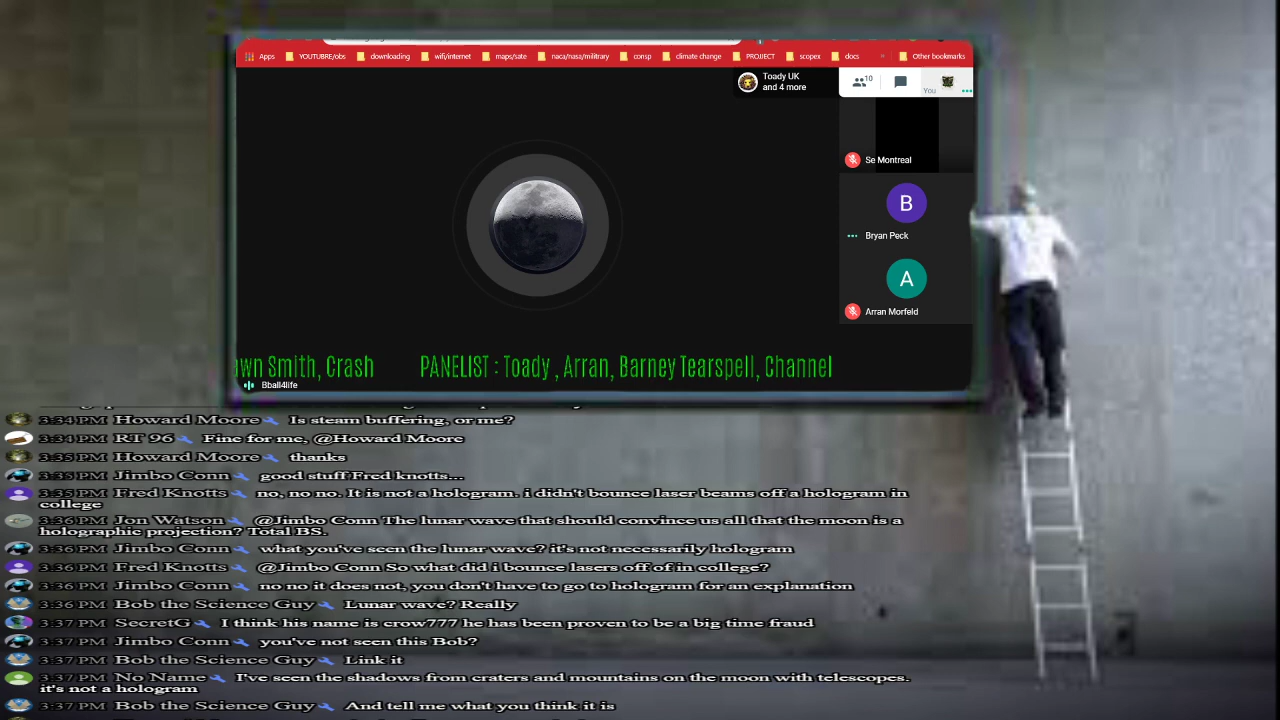 Apps YOUTUBRE/obs downloading wifi/internet maps/sate naca/nasa/militrary consp climate change PROJJECT scopex docs Other bookmarks
Toady UK
and 4 more
10
You
Se Montreal
B
Bryan Peck
A
Arran Morfeld
wn Smith, Crash PANELIST : Toady , Arran, Barney Tearspell, Channel
Bball4life
3:34 PM Howard Moore Is steam buffering, or me?
3:34 PM RT 96 Fine for me, @Howard Moore
3:35 PM Howard Moore thanks
3:35 PM Jimbo Conn good stuff Fred knotts...
3:35 PM Fred Knotts no, no no. It is not a hologram. i didn't bounce laser beams off a hologram in
college
3:36 PM Jon Watson @Jimbo Conn The lunar wave that should convince us all that the moon is a
holographic projection? Total BS.
3:36 PM Jimbo Conn what you've seen the lunar wave? it's not necessarily hologram
3:36 PM Fred Knotts @Jimbo Conn So what did i bounce lasers off of in college?
3:36 PM Jimbo Conn no no it does not, you don't have to go to hologram for an explanation
3:36 PM Bob the Science Guy Lunar wave? Really
3:37 PM SecretG I think his name is crow777 he has been proven to be a big time fraud
3:37 PM Jimbo Conn you've not seen this Bob?
3:37 PM Bob the Science Guy Link it
3:37 PM No Name I've seen the shadows from craters and mountains on the moon with telescopes.
it's not a hologram
3:37 PM Bob the Science Guy And tell me what you think it is